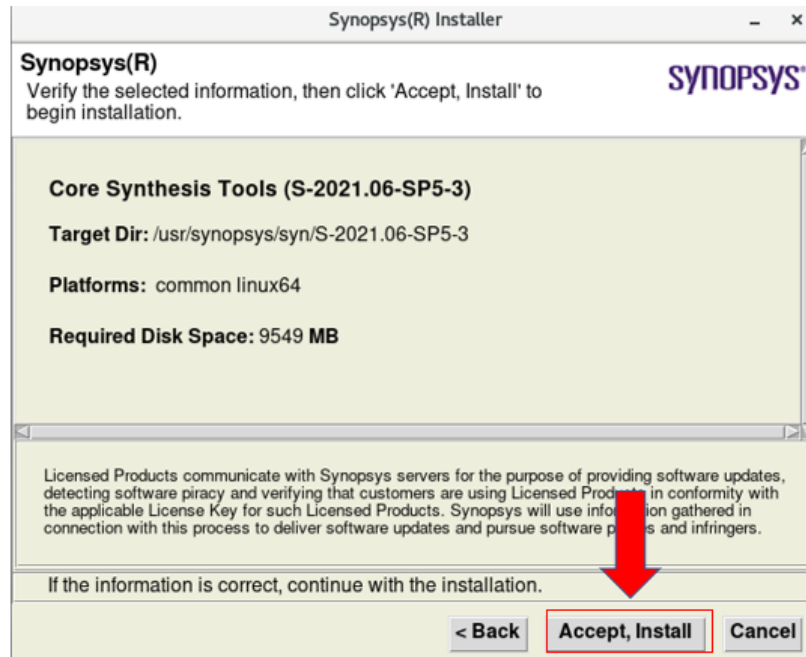 Synopsys(R) Installer
Synopsys(R)
Verify the selected information, then click 'Accept, Install' to
begin installation.
SYNOPSYS
Core Synthesis Tools (S-2021.06-SP5-3)
Target Dir: /usr/synopsys/syn/S-2021.06-SP5-3
Platforms: common linux64
Required Disk Space: 9549 MB
Licensed Products communicate with Synopsys servers for the purpose of providing software updates,
detecting software piracy and verifying that customers are using Licensed Products in conformity with
the applicable License Key for such Licensed Products. Synopsys will use information gathered in
connection with this process to deliver software updates and pursue software and infringers.
If the information is correct, continue with the installation.
< Back
Accept, Install
Cancel